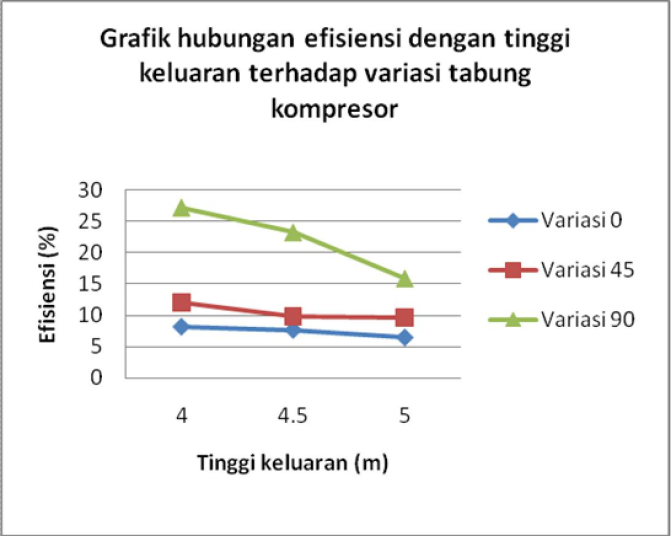 Grafik hubungan efisiensi dengan tinggi
keluaran terhadap variasi tabung
kompresor
30
25
20
15
10
5
0
Efisiensi (%)
4
4.5
5
Tinggi keluaran (m)
Variasi 0
Variasi 45
Variasi 90